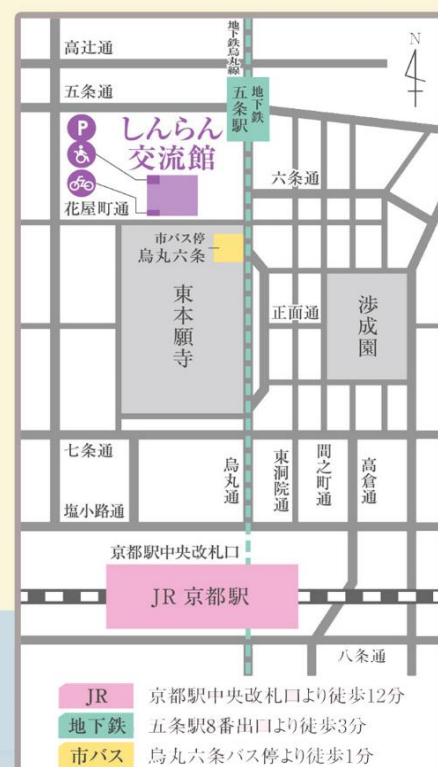 N
地下鉄烏丸線
高辻通
五条通
地下鉄
五条駅
P
しんらん
交流館
六条通
花屋町通
市バス停
烏丸六条
東本願寺
正面通
渉成園
七条通
烏丸通
東洞院通
間之町通
高倉通
塩小路通
京都駅中央改札口
JR 京都駅
八条通
JR 京都駅中央改札口より徒歩12分
地下鉄 五条駅8番出口より徒歩3分
市バス 烏丸六条バス停より徒歩1分